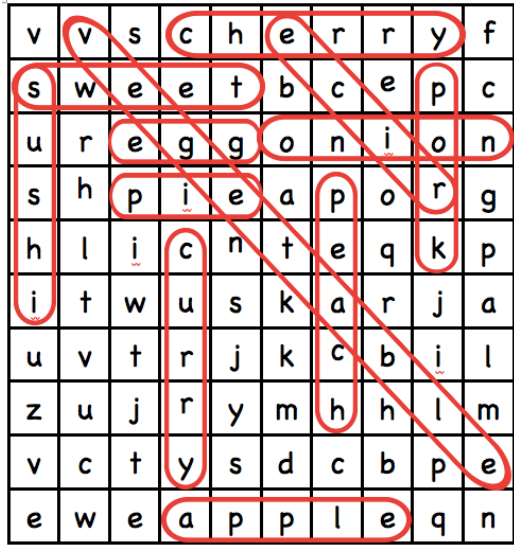 v v s c h e r r y f
s w e e t b c e p c
u r e g g o n i o n
s h p i e a p o r g
h l i c n t e q k p
i t w u s k a r j a
u v t r j k c b i l
z u j r y m h h l m
v c t y s d c b p e
e w e a p p l e q n